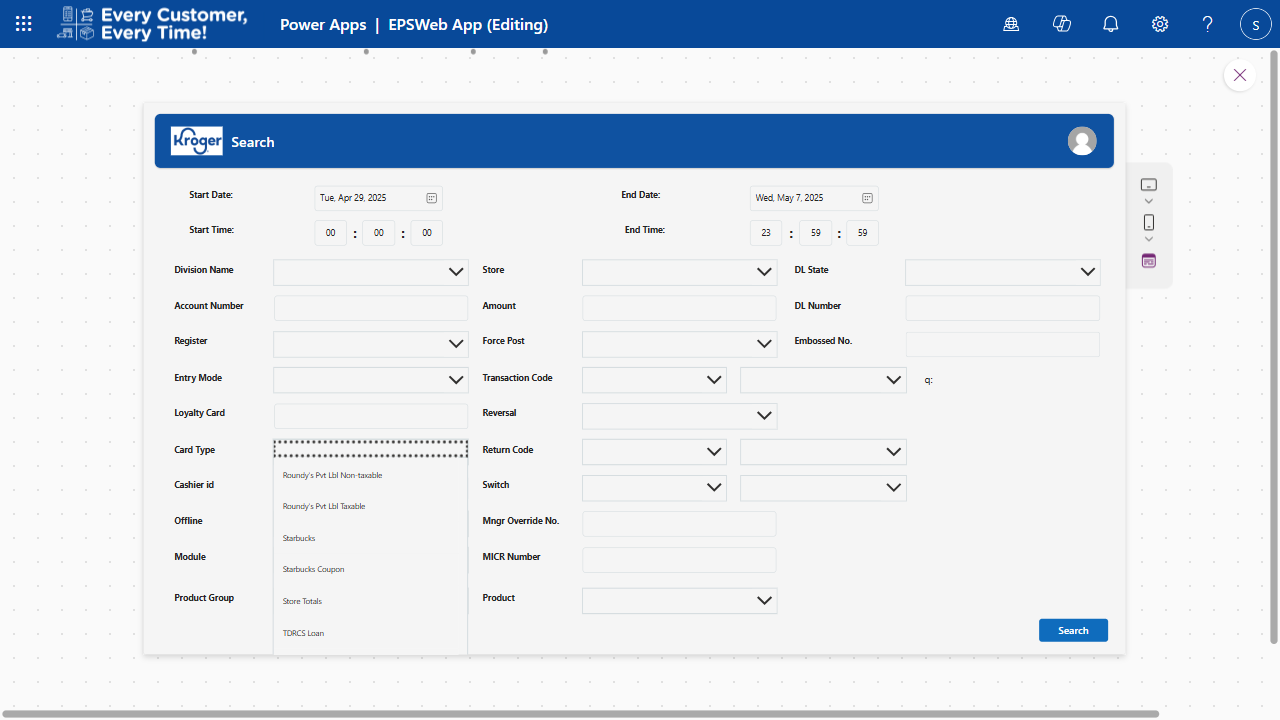 Every Customer,
Every Time!
Power Apps | EPSWeb App (Editing)
S
Kroger
Search
Start Date:
Tue, Apr 29, 2025
End Date:
Wed, May 7, 2025
Start Time:
00 : 00 : 00
End Time:
23 : 59 : 59
Division Name
Store
DL State
Account Number
Amount
DL Number
Register
Force Post
Embossed No.
Entry Mode
Transaction Code
q:
Loyalty Card
Reversal
Card Type
Return Code
Roundy's Pvt Lbl Non-taxable
Cashier id
Switch
Roundy's Pvt Lbl Taxable
Offline
Mngr Override No.
Starbucks
Module
MICR Number
Starbucks Coupon
Product Group
Product
Store Totals
TDRCS Loan
Search